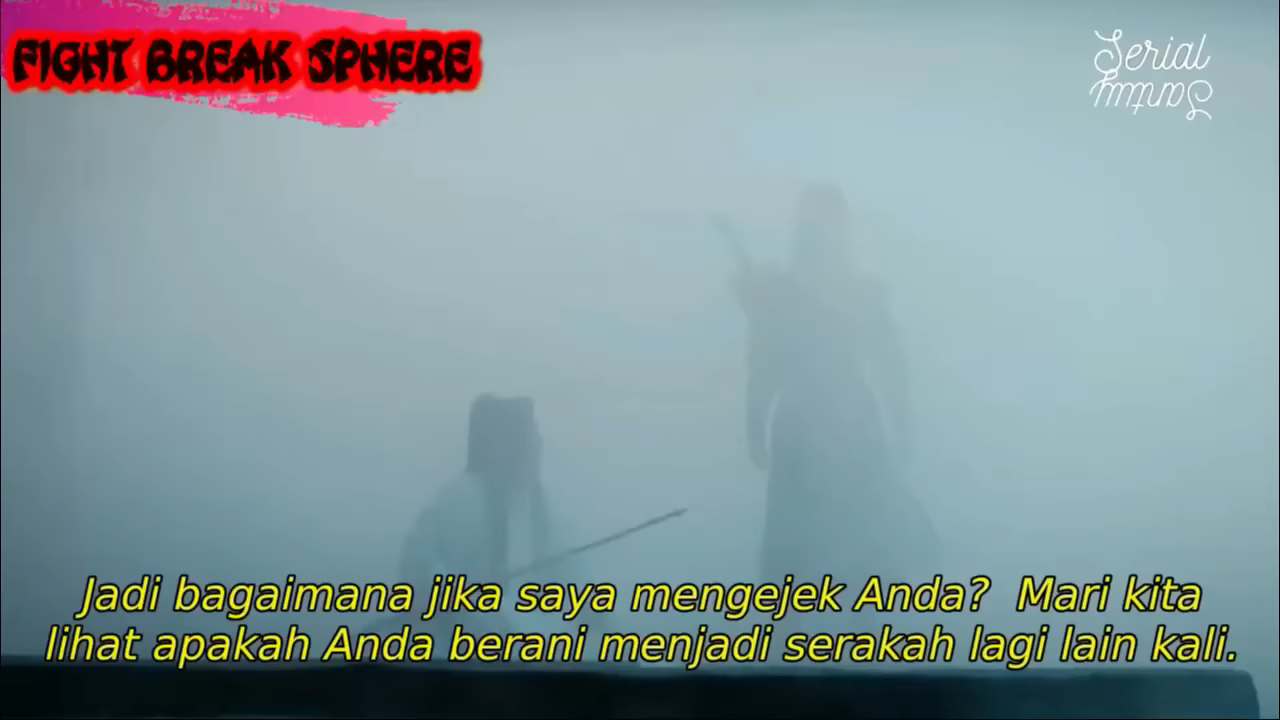 FIGHT BREAK SPHERE
Serial
Jadi bagaimana jika saya mengejek Anda? Mari kita
lihat apakah Anda berani menjadi serakah lagi lain kali.